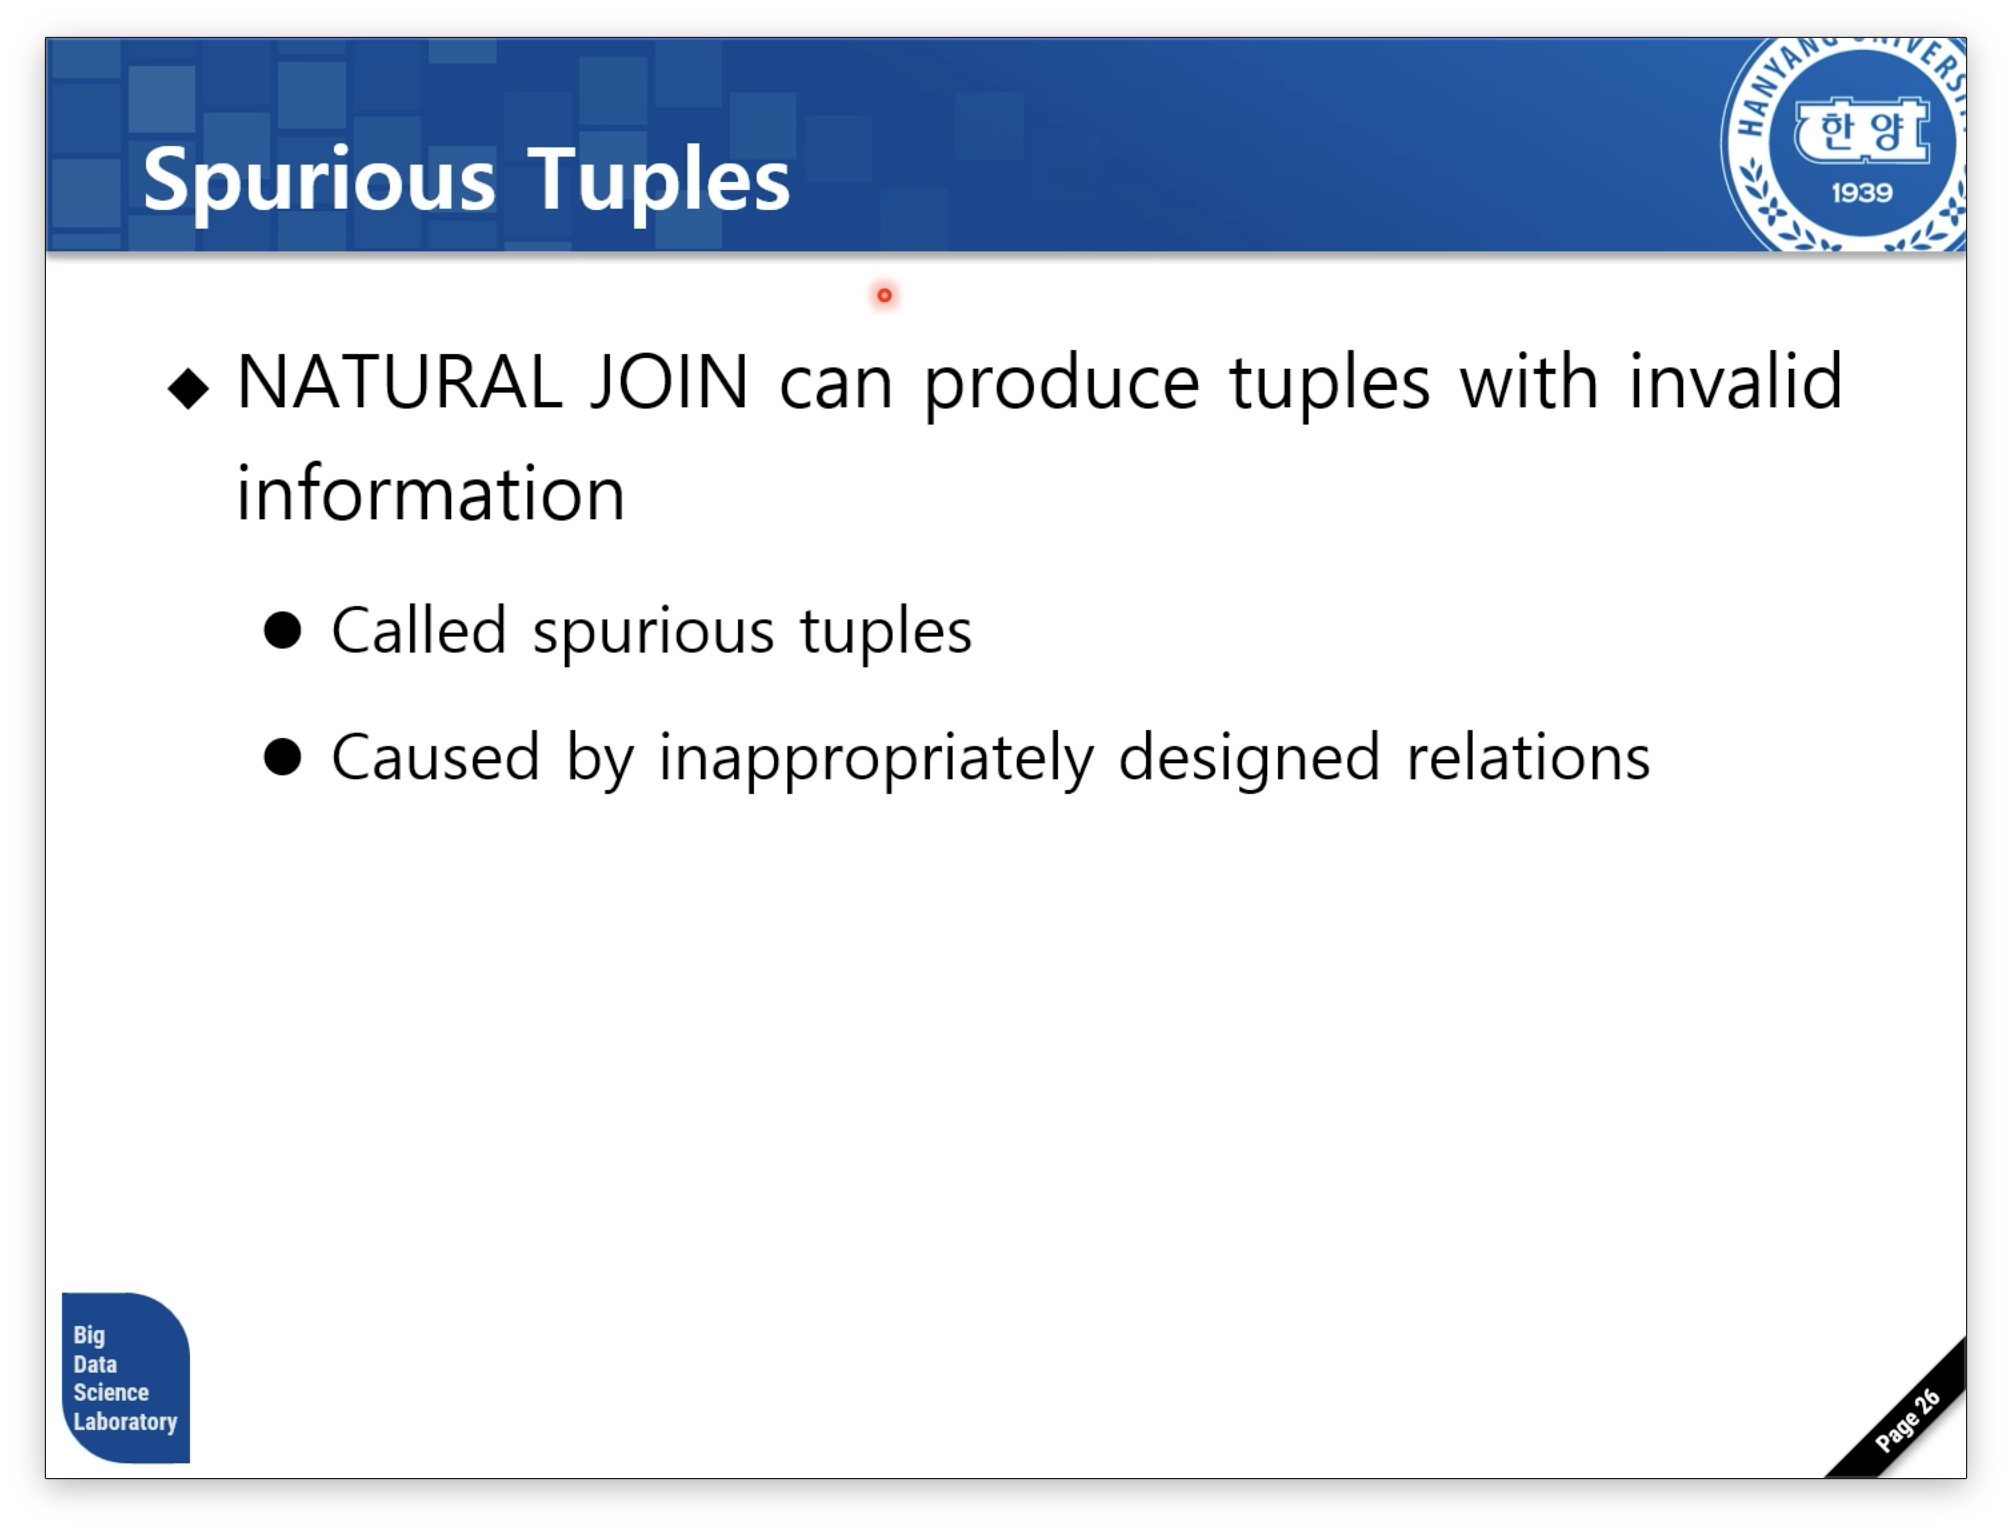 Spurious Tuples
HANYANG UNIVERSIT
한양
1939
◆ NATURAL JOIN can produce tuples with invalid
information
● Called spurious tuples
● Caused by inappropriately designed relations
Big
Data
Science
Laboratory
Page 26